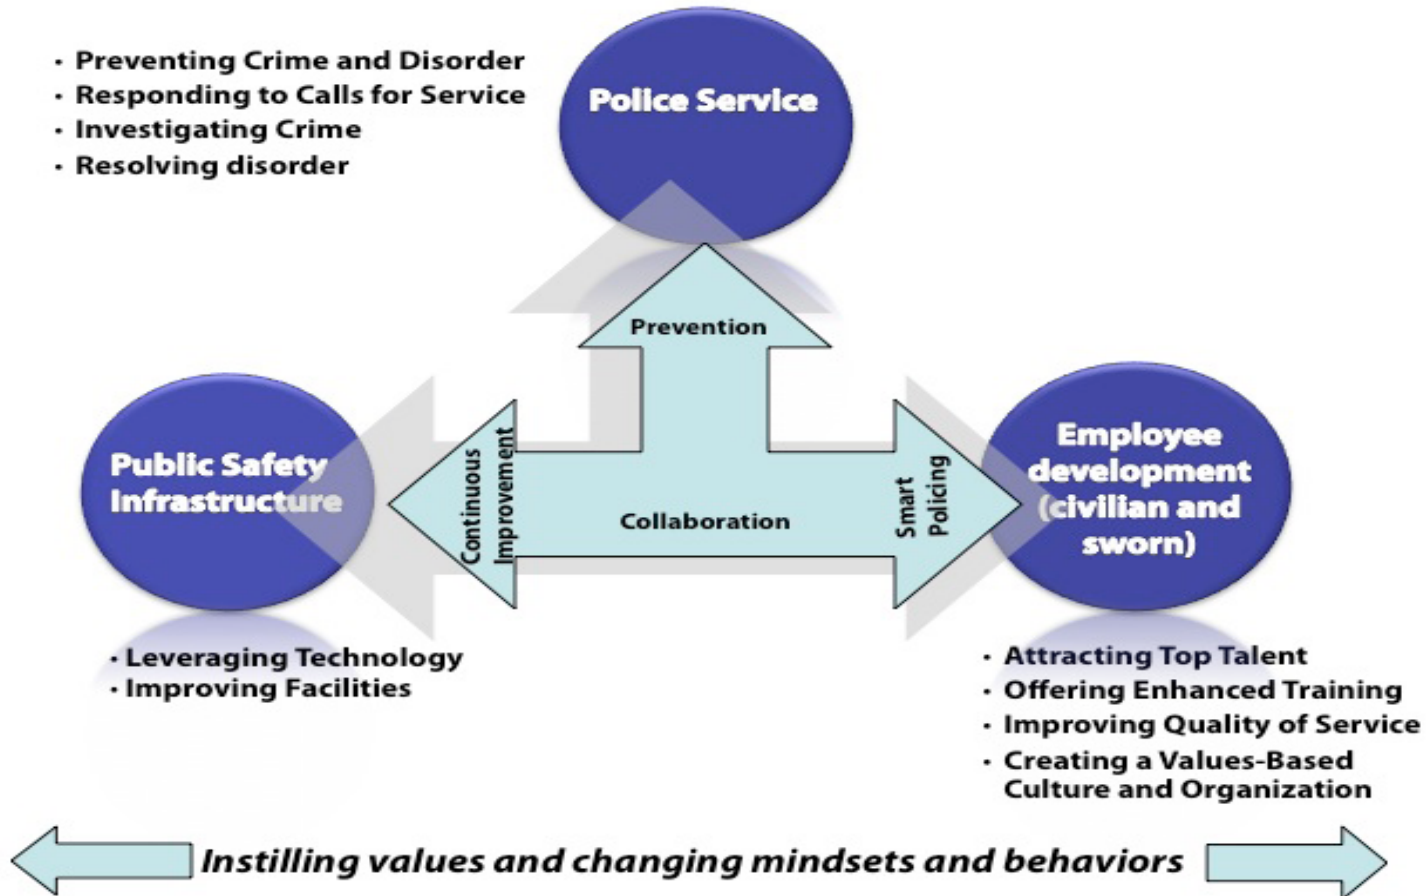 • Preventing Crime and Disorder
• Responding to Calls for Service
• Investigating Crime
• Resolving disorder
Police Service
Prevention
Public Safety
Infrastructure
Continuous
Improvement
Collaboration
Smart
Policing
Employee
development
(civilian and
sworn)
• Leveraging Technology
• Improving Facilities
• Attracting Top Talent
• Offering Enhanced Training
• Improving Quality of Service
• Creating a Values-Based
Culture and Organization
Instilling values and changing mindsets and behaviors